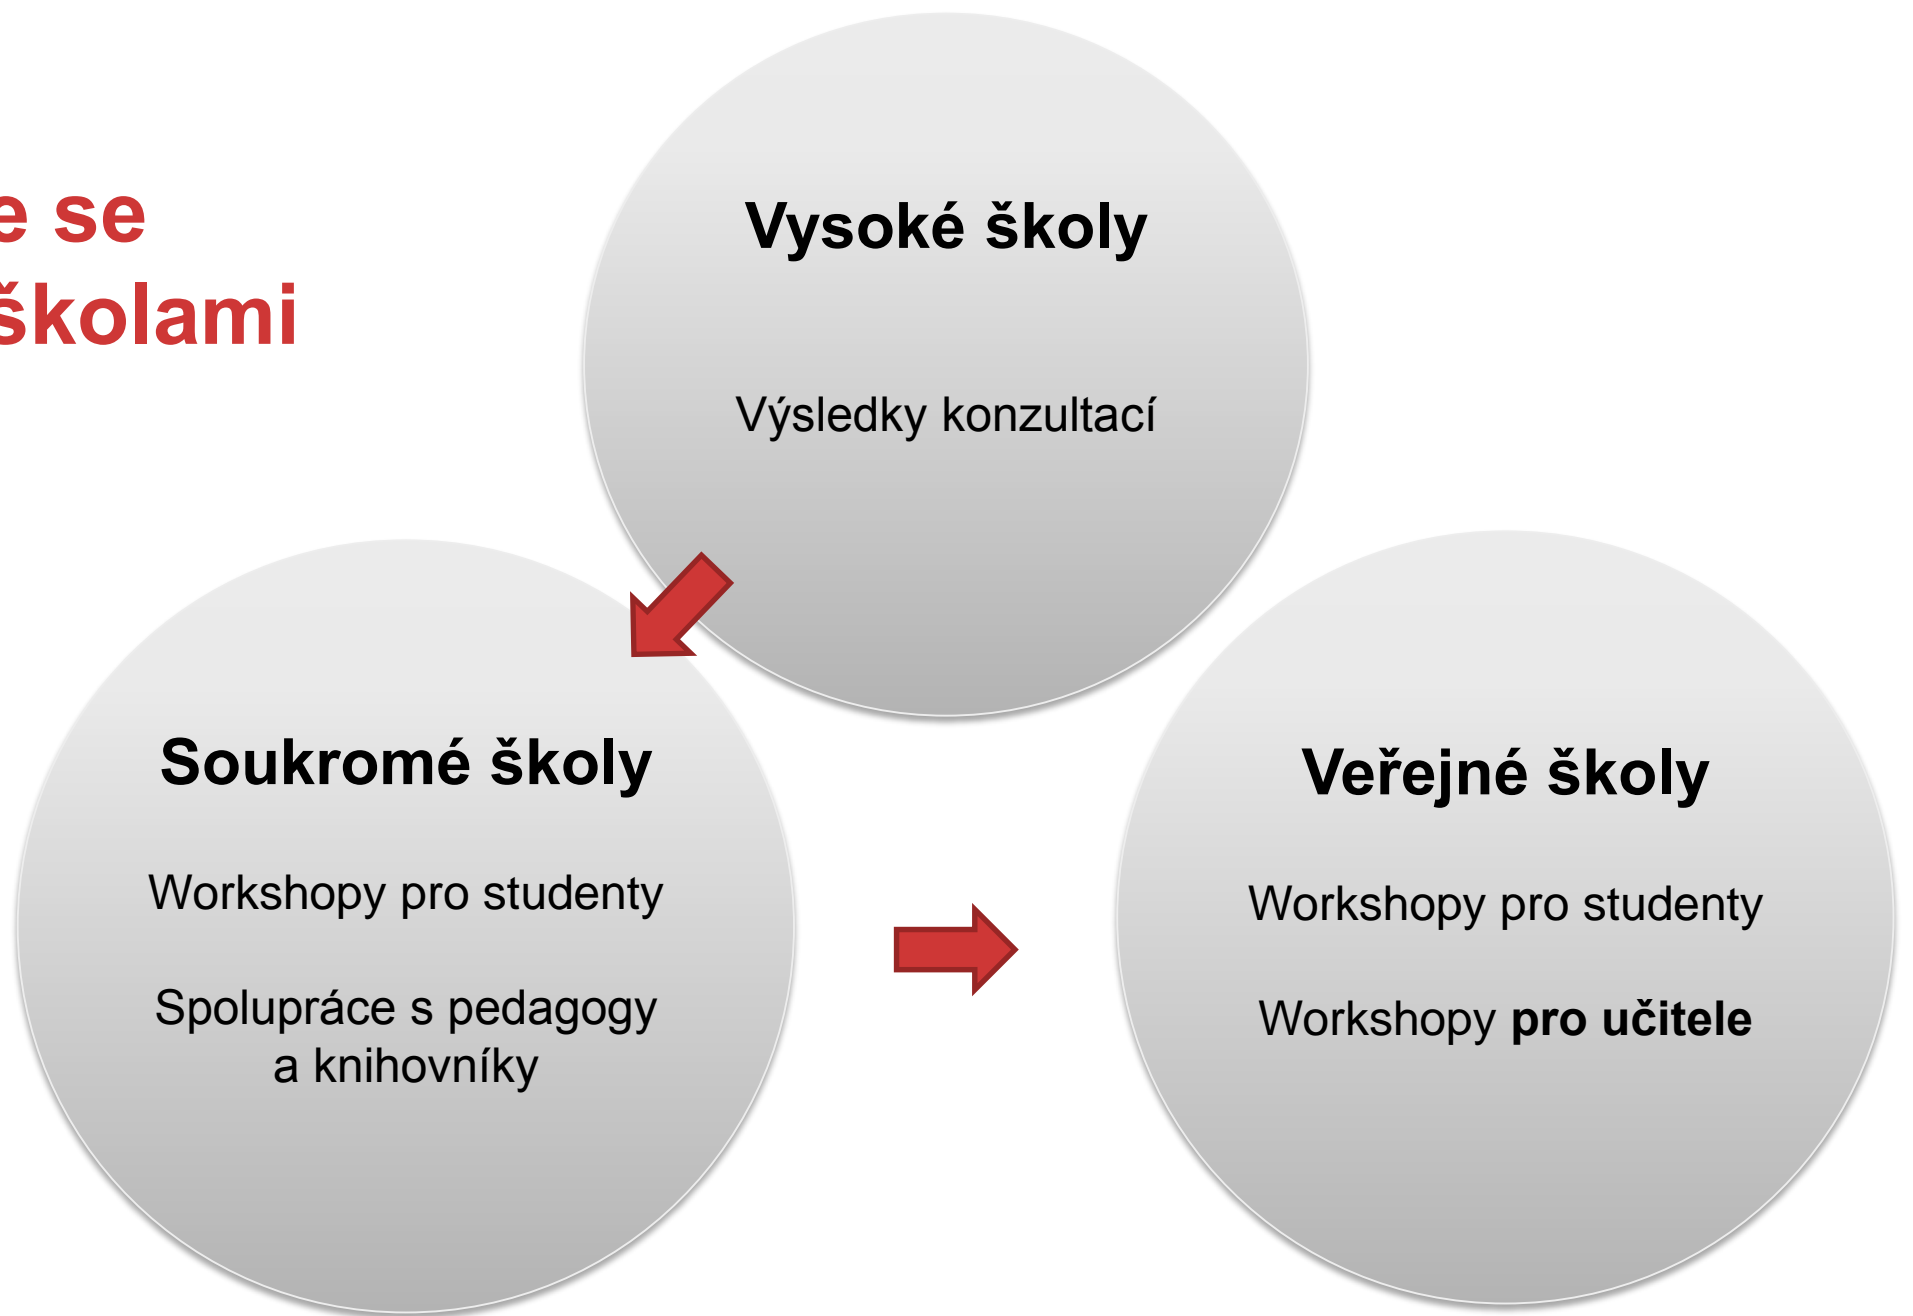 e se
školami
Vysoké školy
Výsledky konzultací
Soukromé školy
Workshopy pro studenty
Spolupráce s pedagogy
a knihovníky
Veřejné školy
Workshopy pro studenty
Workshopy pro učitele